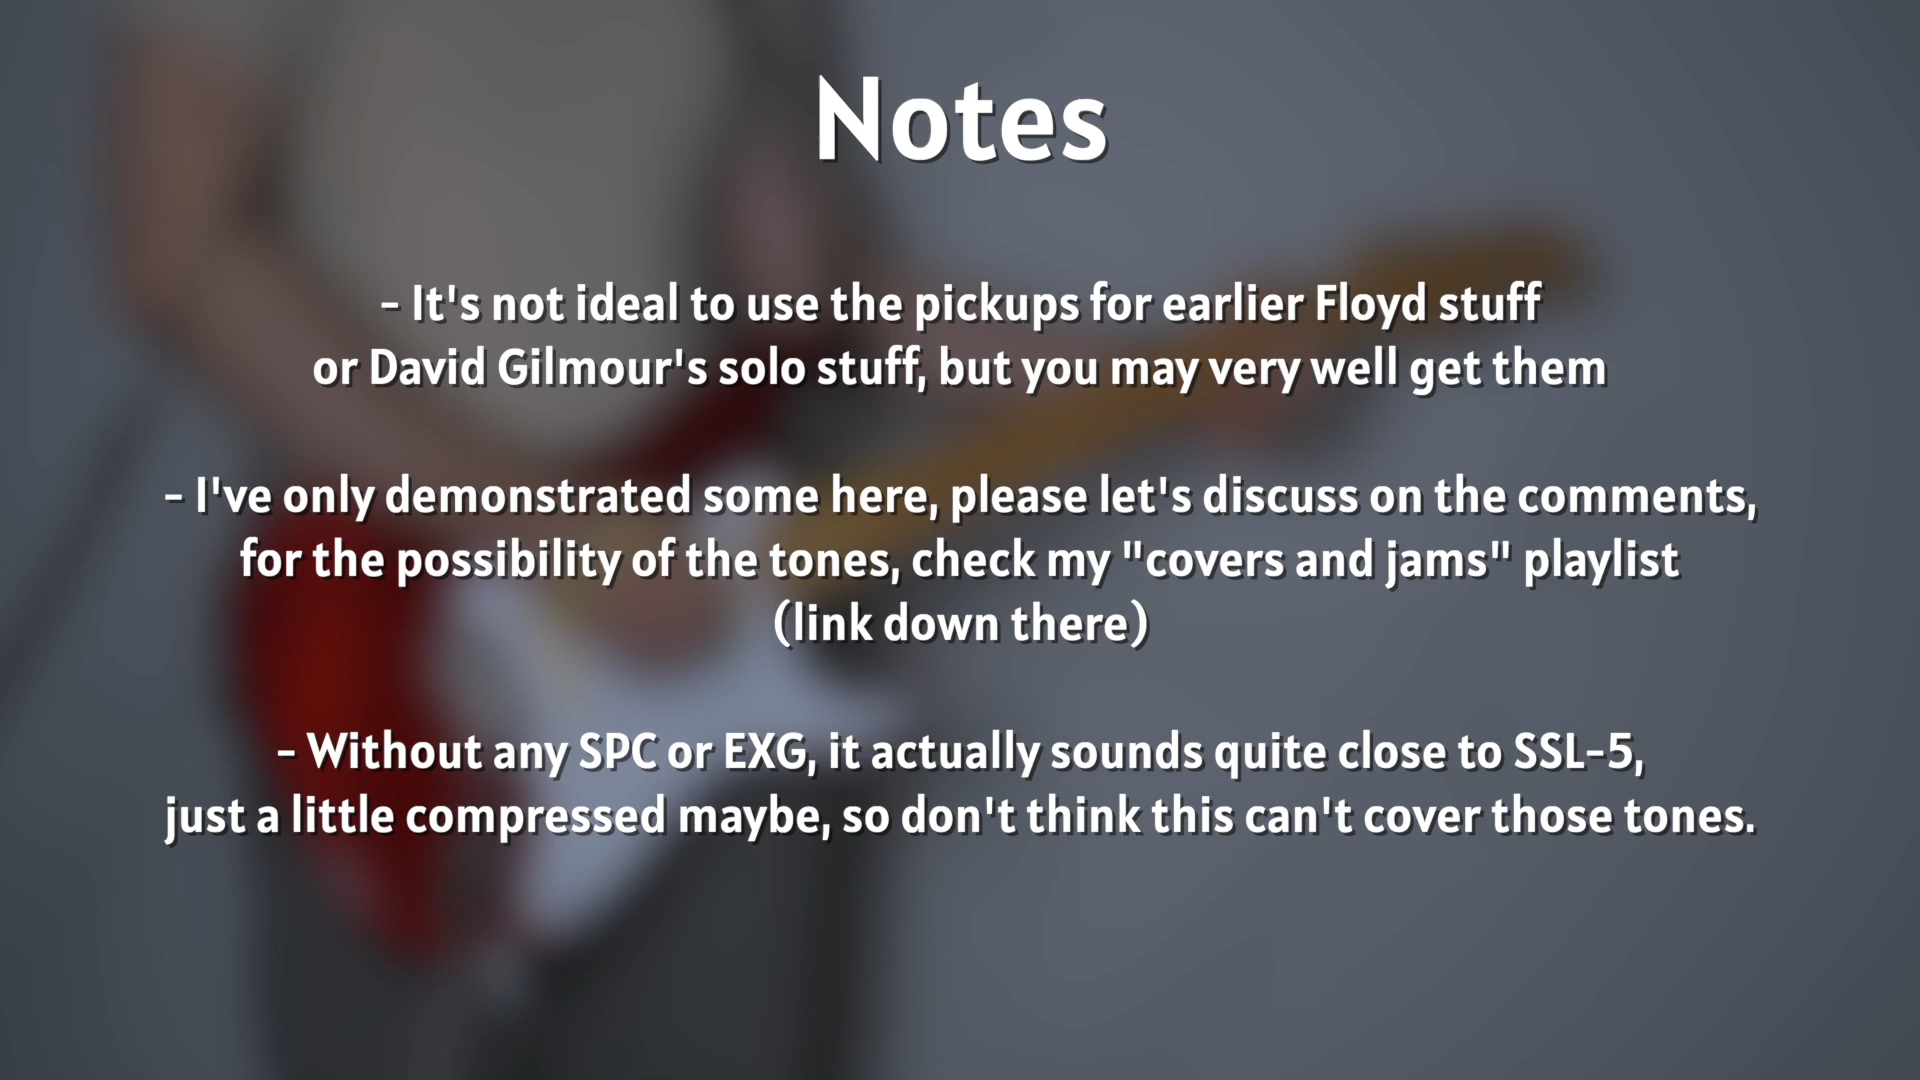 Notes
- It's not ideal to use the pickups for earlier Floyd stuff
or David Gilmour's solo stuff, but you may very well get them
- I've only demonstrated some here, please let's discuss on the comments,
for the possibility of the tones, check my "covers and jams" playlist
(link down there)
- Without any SPC or EXG, it actually sounds quite close to SSL-5,
just a little compressed maybe, so don't think this can't cover those tones.